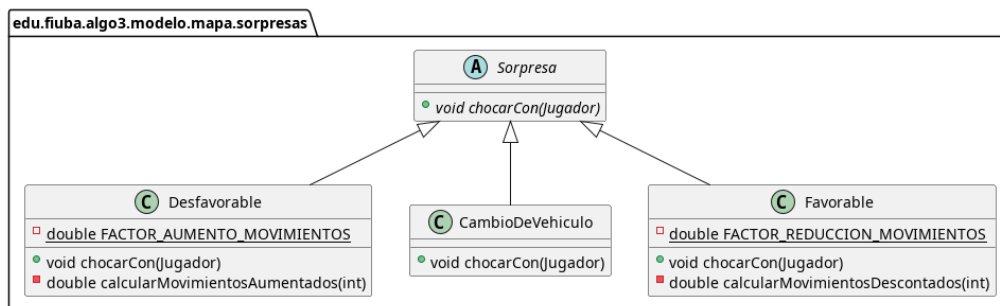 edu.fiuba.algo3.modelo.mapa.sorpresas
A Sorpresa
void chocarCon(Jugador)
C Desfavorable
double FACTOR_AUMENTO_MOVIMIENTOS
void chocarCon(Jugador)
double calcularMovimientosAumentados(int)
C CambioDeVehiculo
void chocarCon(Jugador)
C Favorable
double FACTOR_REDUCCION_MOVIMIENTOS
void chocarCon(Jugador)
double calcularMovimientosDescontados(int)